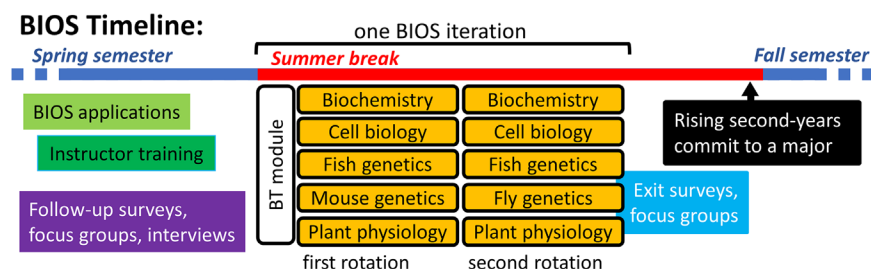 BIOS Timeline:
one BIOS iteration
Spring semester
Summer break
Fall semester
BIOS applications
Instructor training
Follow-up surveys,
focus groups, interviews
BT module
Biochemistry
Cell biology
Fish genetics
Mouse genetics
Plant physiology
first rotation
Biochemistry
Cell biology
Fish genetics
Fly genetics
Plant physiology
second rotation
Exit surveys,
focus groups
Rising second-years
commit to a major